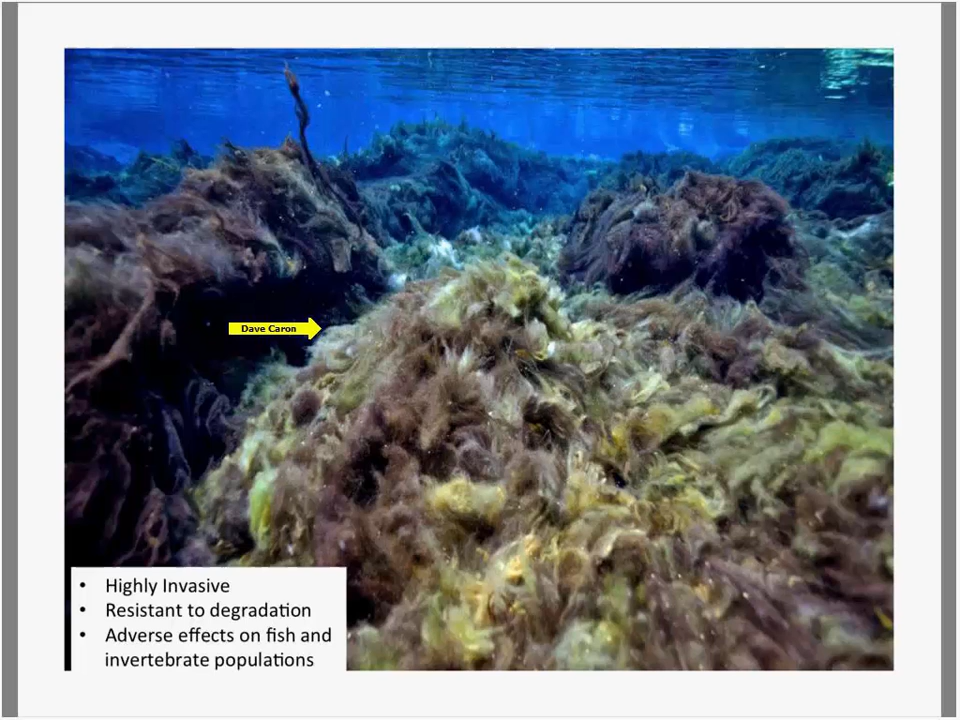 Dave Caron
• Highly Invasive
• Resistant to degradation
• Adverse effects on fish and
invertebrate populations